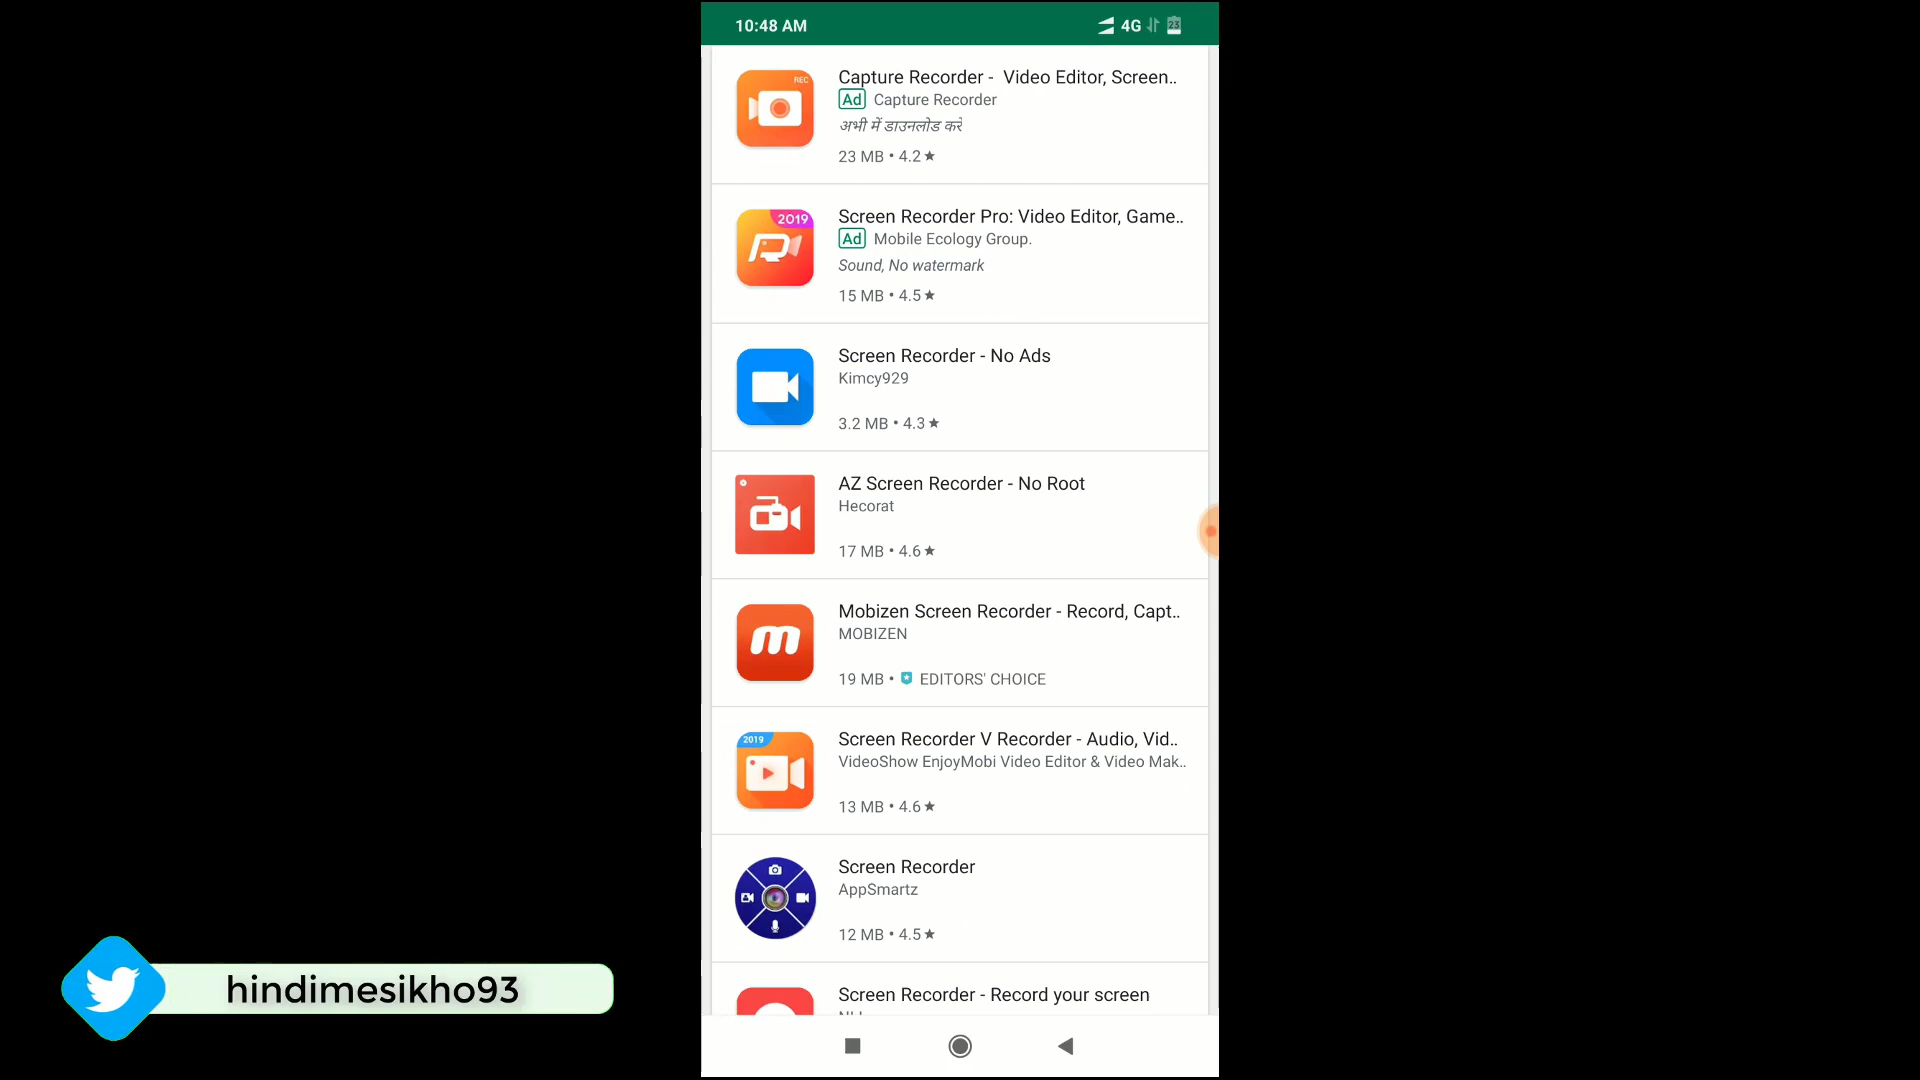 10:48 AM
4G
23
REC
Capture Recorder -  Video Editor, Screen..
Ad Capture Recorder
अभी में डाउनलोड करे
23 MB • 4.2 ★
2019
Screen Recorder Pro: Video Editor, Game..
Ad Mobile Ecology Group.
Sound, No watermark
15 MB • 4.5 ★
Screen Recorder - No Ads
Kimcy929
3.2 MB • 4.3 ★
AZ Screen Recorder - No Root
Hecorat
17 MB • 4.6 ★
m
Mobizen Screen Recorder - Record, Capt..
MOBIZEN
19 MB • EDITORS' CHOICE
2019
Screen Recorder V Recorder - Audio, Vid..
VideoShow EnjoyMobi Video Editor & Video Mak..
13 MB • 4.6 ★
Screen Recorder
AppSmartz
12 MB • 4.5 ★
Screen Recorder - Record your screen
hindimesikho93